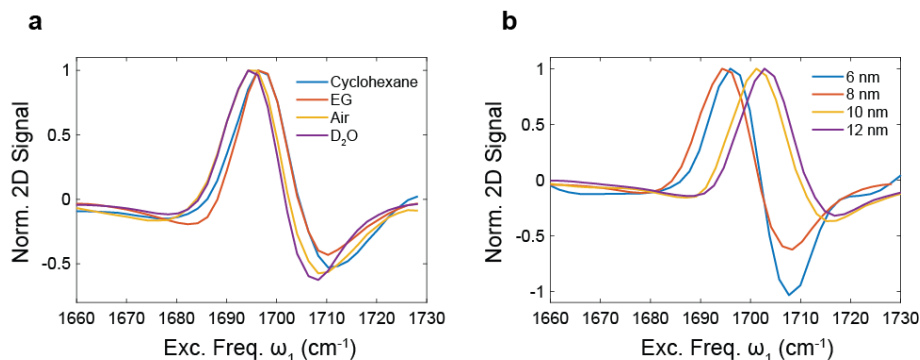 a
Norm. 2D Signal
1
0.5
0
-0.5
1660 1670 1680 1690 1700 1710 1720 1730
Exc. Freq. ω₁ (cm⁻¹)
Cyclohexane
EG
Air
D₂O
b
Norm. 2D Signal
1
0.5
0
-0.5
-1
1660 1670 1680 1690 1700 1710 1720 1730
Exc. Freq. ω₁ (cm⁻¹)
6 nm
8 nm
10 nm
12 nm